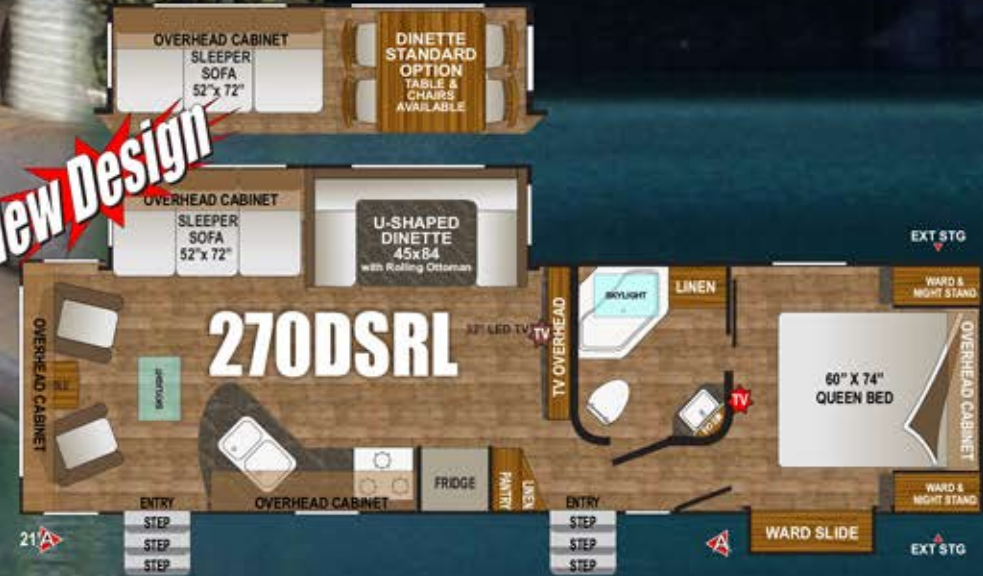 OVERHEAD CABINET
SLEEPER
SOFA
52"x 72"
DINETTE
STANDARD
OPTION
TABLE &
CHAIRS
AVAILABLE
New Design
OVERHEAD CABINET
SLEEPER
SOFA
52"x 72"
U-SHAPED
DINETTE
45x84
with Rolling Ottoman
EXT STG
OVERHEAD CABINET
SKYLIGHT
270DSRL
32" LED TV
TV
TV OVERHEAD
SKYLIGHT
LINEN
TV
WARD &
NIGHT STAND
60" X 74"
QUEEN BED
OVERHEAD CABINET
WARD &
NIGHT STAND
FRIDGE
PANTRY
LINEN
OVERHEAD CABINET
ENTRY
STEP
STEP
STEP
ENTRY
STEP
STEP
STEP
WARD SLIDE
21'
A
A
EXT STG